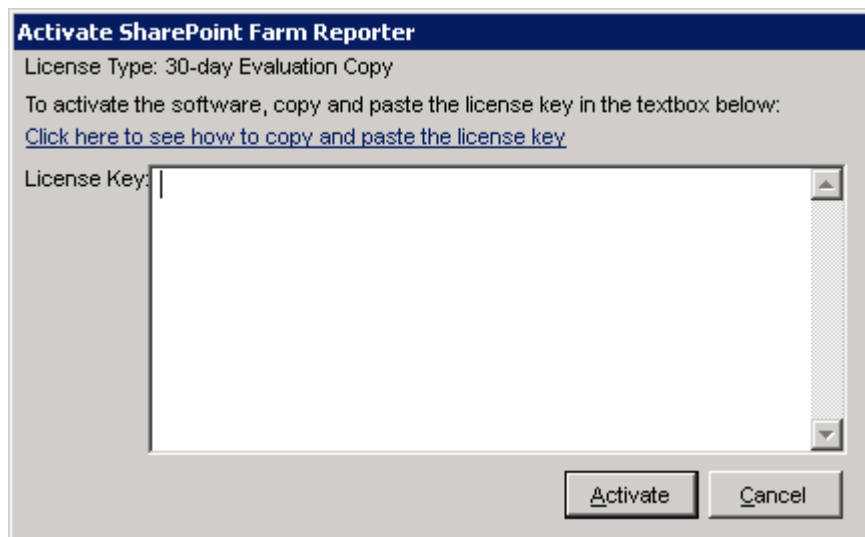 Activate SharePoint Farm Reporter
License Type: 30-day Evaluation Copy
To activate the software, copy and paste the license key in the textbox below:
Click here to see how to copy and paste the license key
License Key:
Activate
Cancel